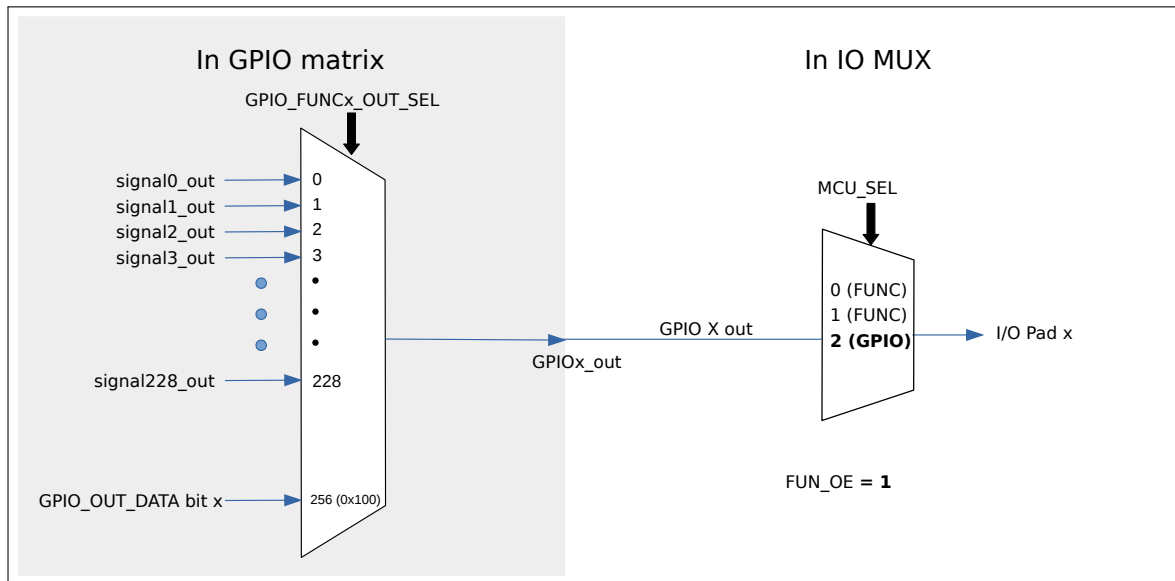 In GPIO matrix
In IO MUX
GPIO_FUNCx_OUT_SEL
signal0_out
0
signal1_out
1
signal2_out
2
signal3_out
3
signal228_out
228
GPIO_OUT_DATA bit x
256 (0x100)
GPIOx_out
GPIO X out
MCU_SEL
0 (FUNC)
1 (FUNC)
2 (GPIO)
I/O Pad x
FUN_OE = 1